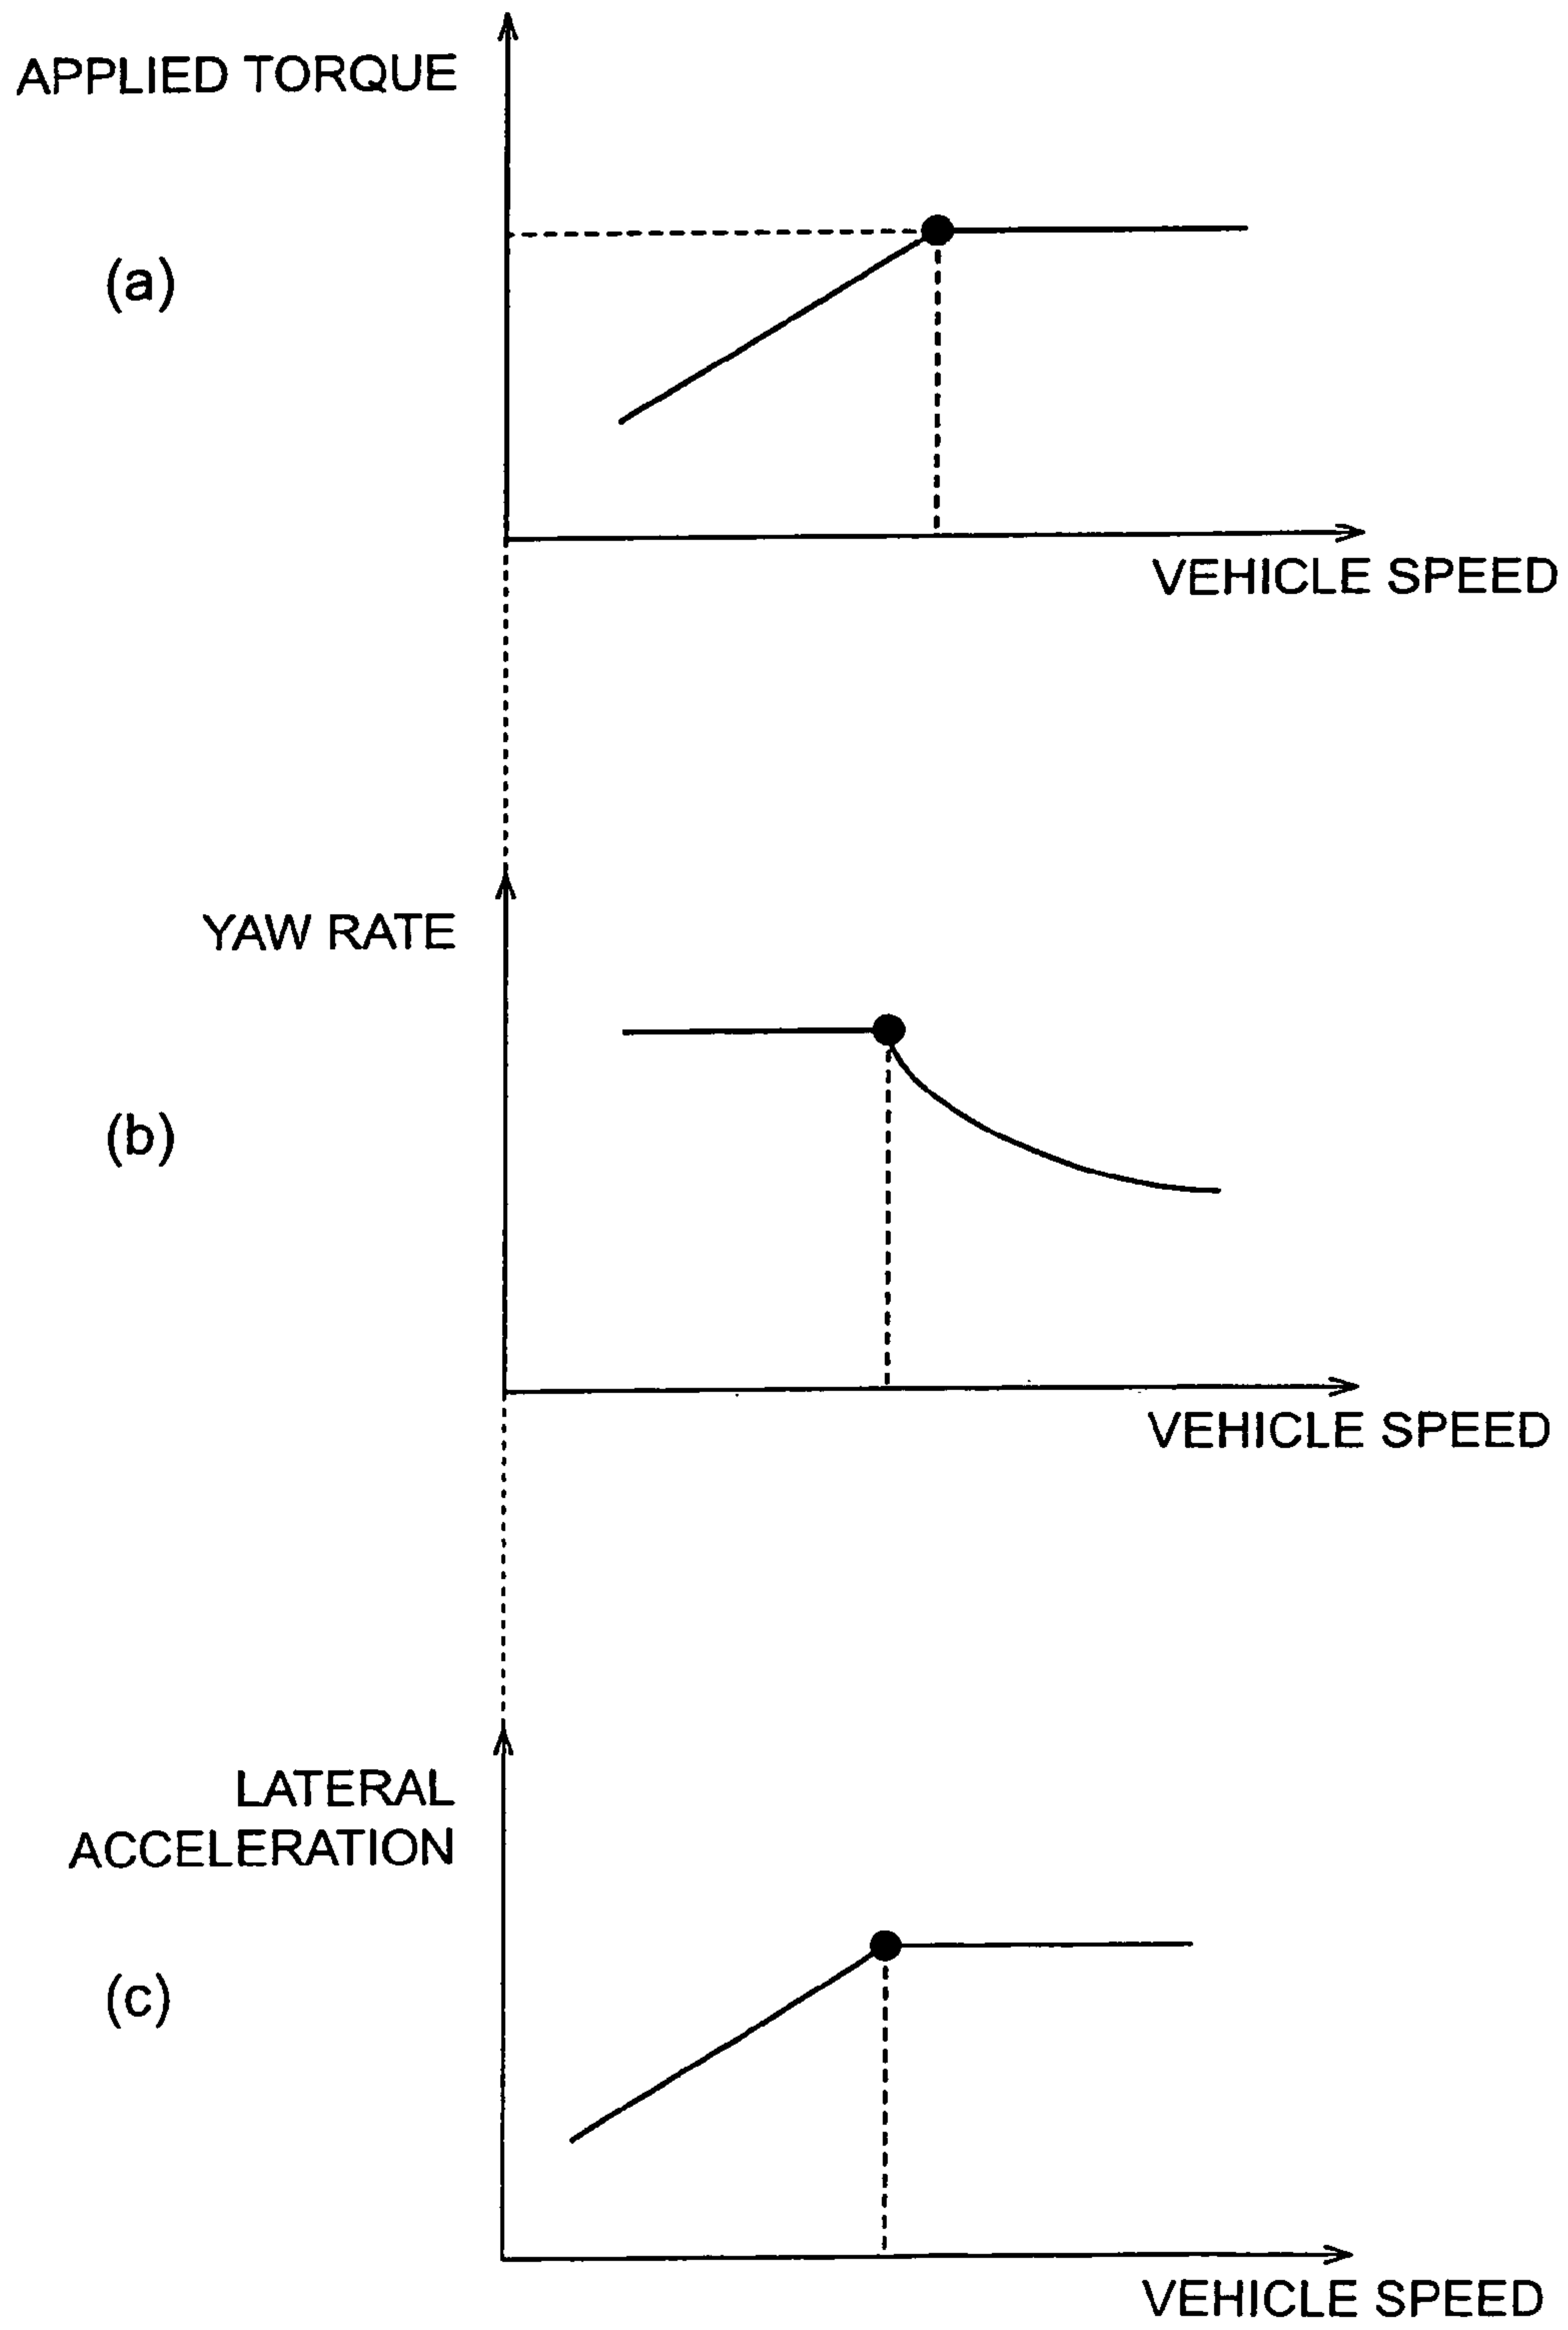 APPLIED TORQUE
(a)
VEHICLE SPEED
YAW RATE
(b)
VEHICLE SPEED
LATERAL
ACCELERATION
(c)
VEHICLE SPEED